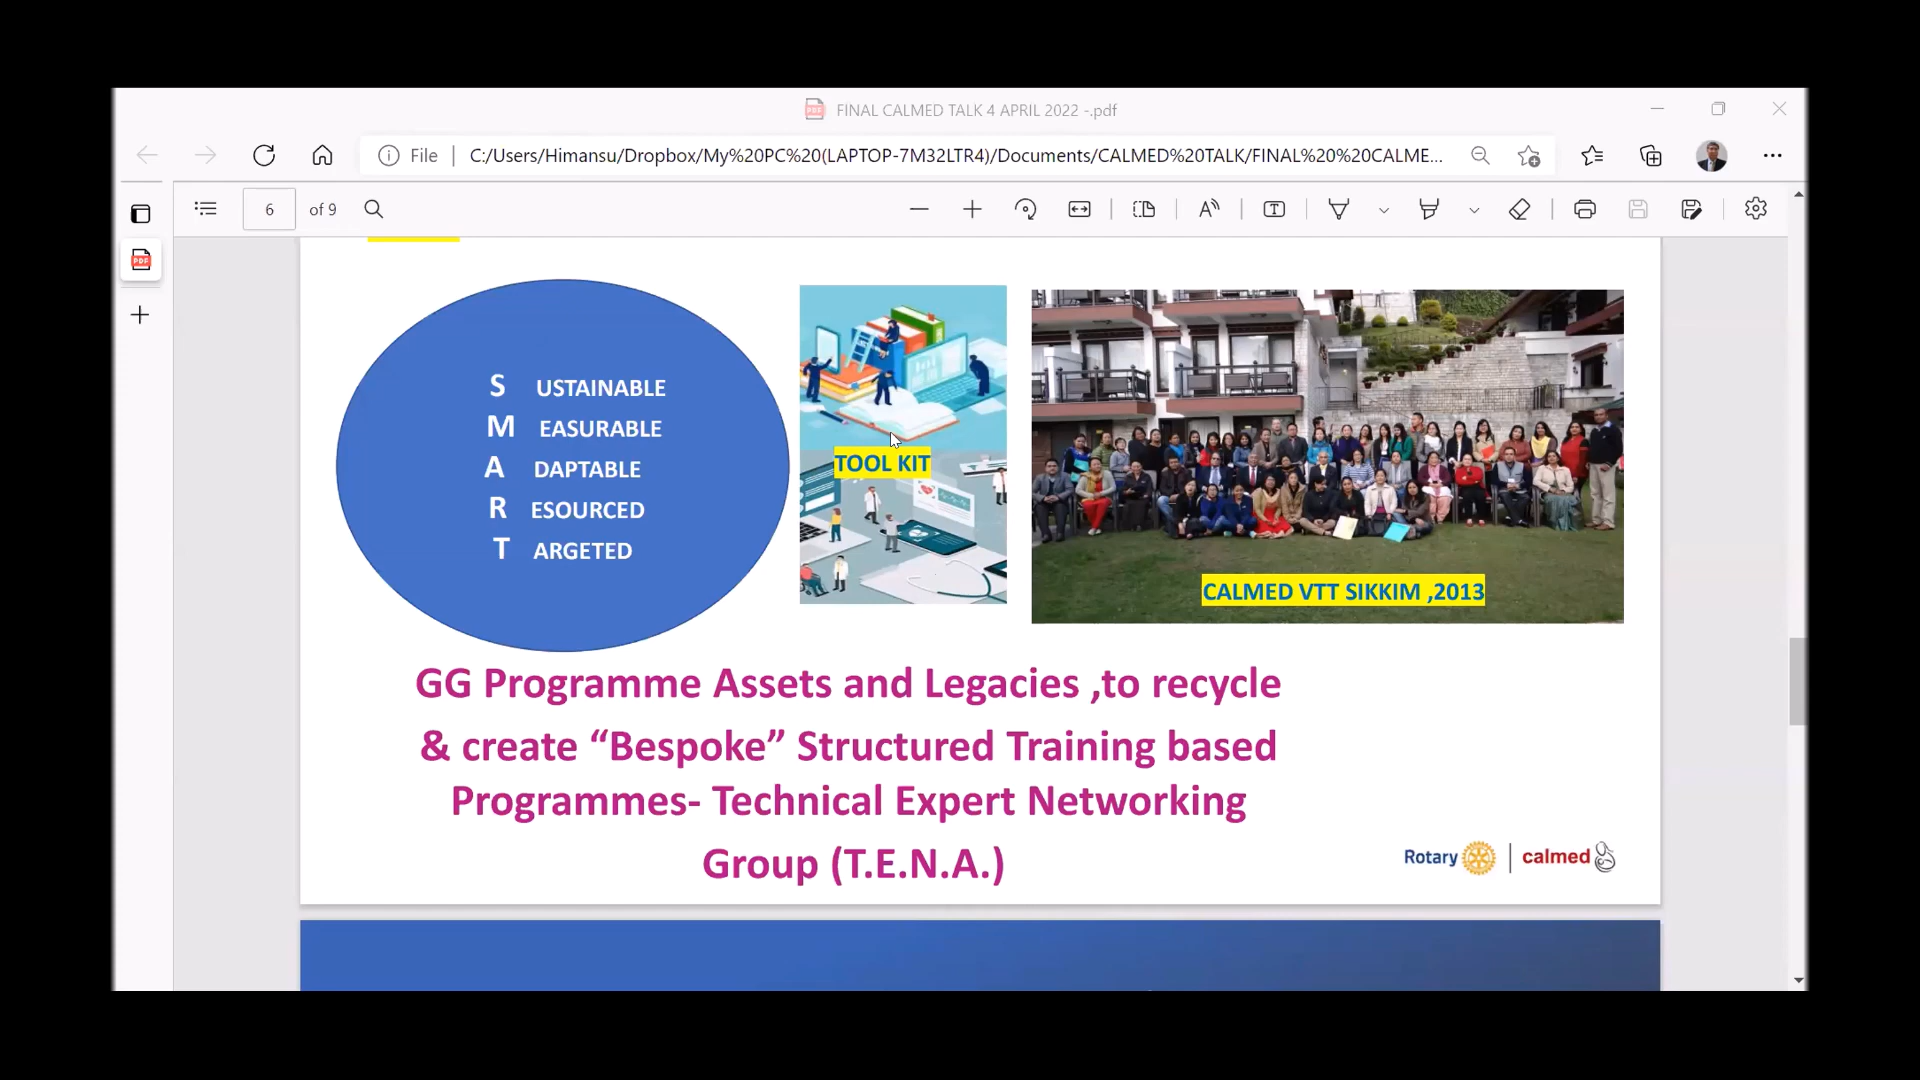 FINAL CALMED TALK 4 APRIL 2022 -.pdf
File
C:/Users/Himansu/Dropbox/My%20PC%20(LAPTOP-7M32LTR4)/Documents/CALMED%20TALK/FINAL%20%20CALME...
6 of 9
S USTAINABLE
M EASURABLE
A DAPTABLE
R ESOURCED
T ARGETED
TOOL KIT
CALMED VTT SIKKIM ,2013
GG Programme Assets and Legacies ,to recycle
& create “Bespoke” Structured Training based
Programmes- Technical Expert Networking
Group (T.E.N.A.)
Rotary | calmed